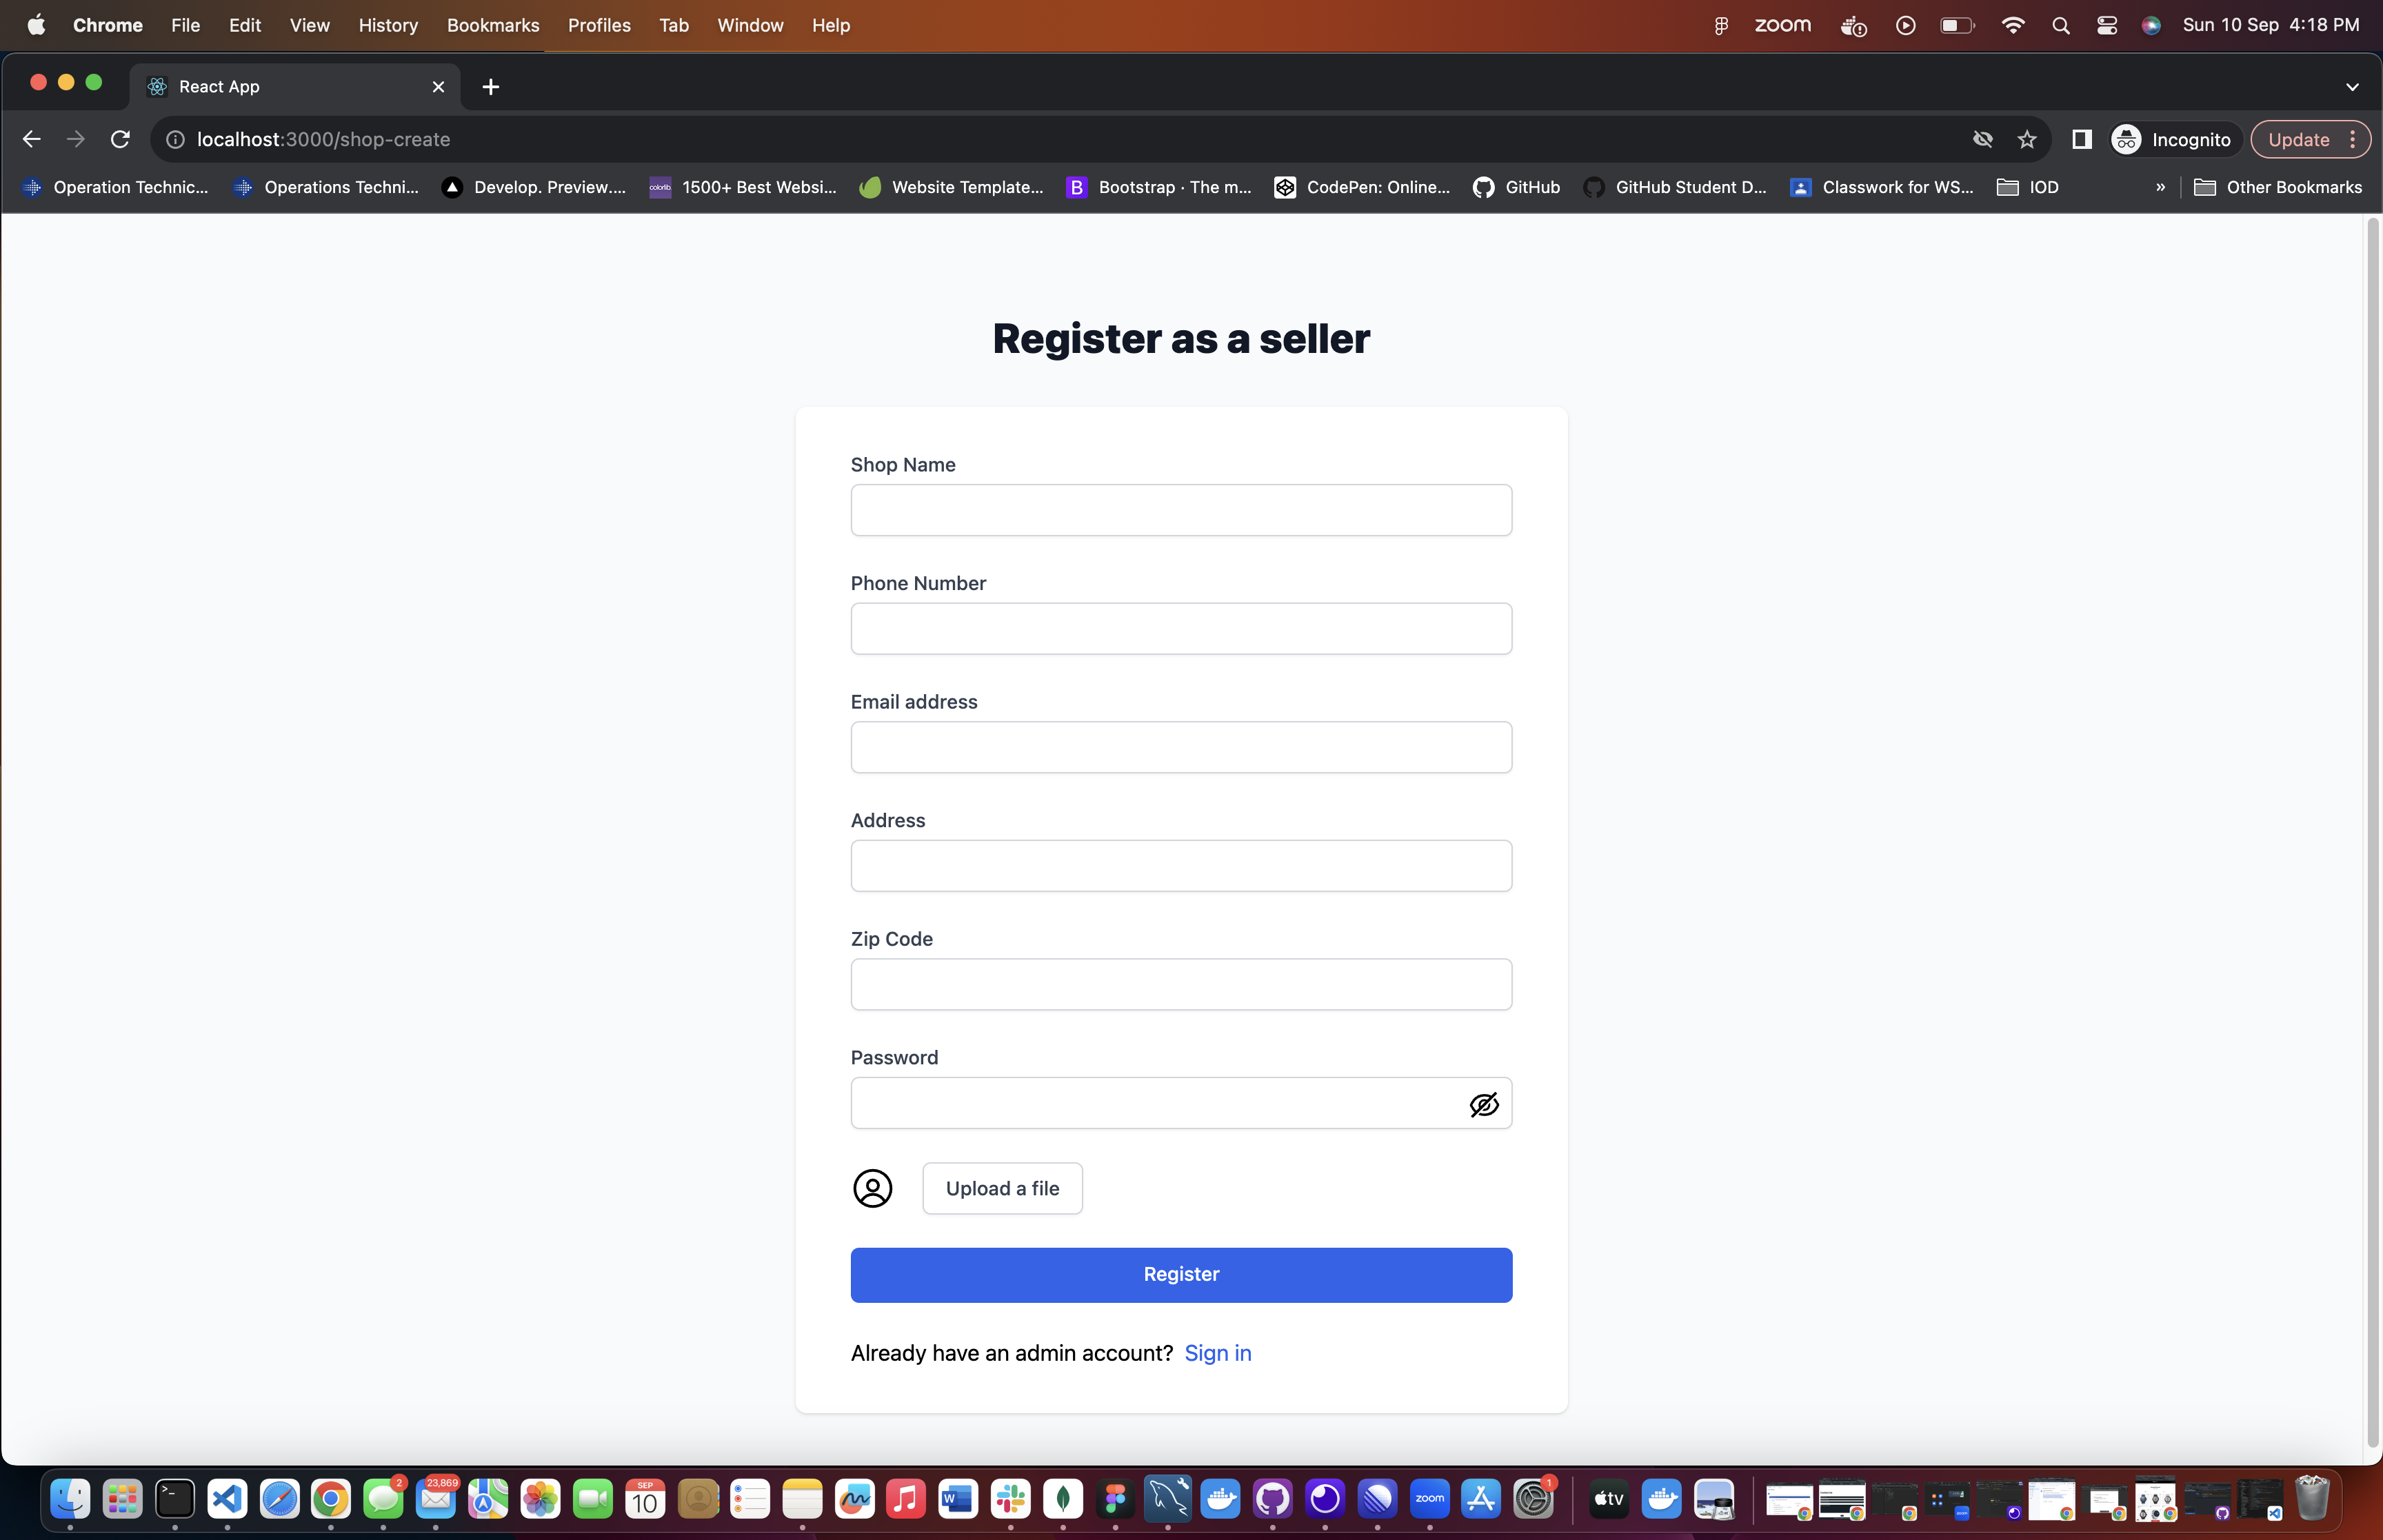 Chrome File Edit View History Bookmarks Profiles Tab Window Help zoom Sun 10 Sep 4:18 PM
React App
localhost:3000/shop-create Incognito Update
Operation Technic... Operations Techni... Develop. Preview.... colorlib 1500+ Best Websi... Website Template... B Bootstrap · The m... CodePen: Online... GitHub GitHub Student D... Classwork for WS... IOD » Other Bookmarks
Register as a seller
Shop Name
Phone Number
Email address
Address
Zip Code
Password
Upload a file
Register
Already have an admin account? Sign in
2 23,869 SEP 10 W zoom 1 tv